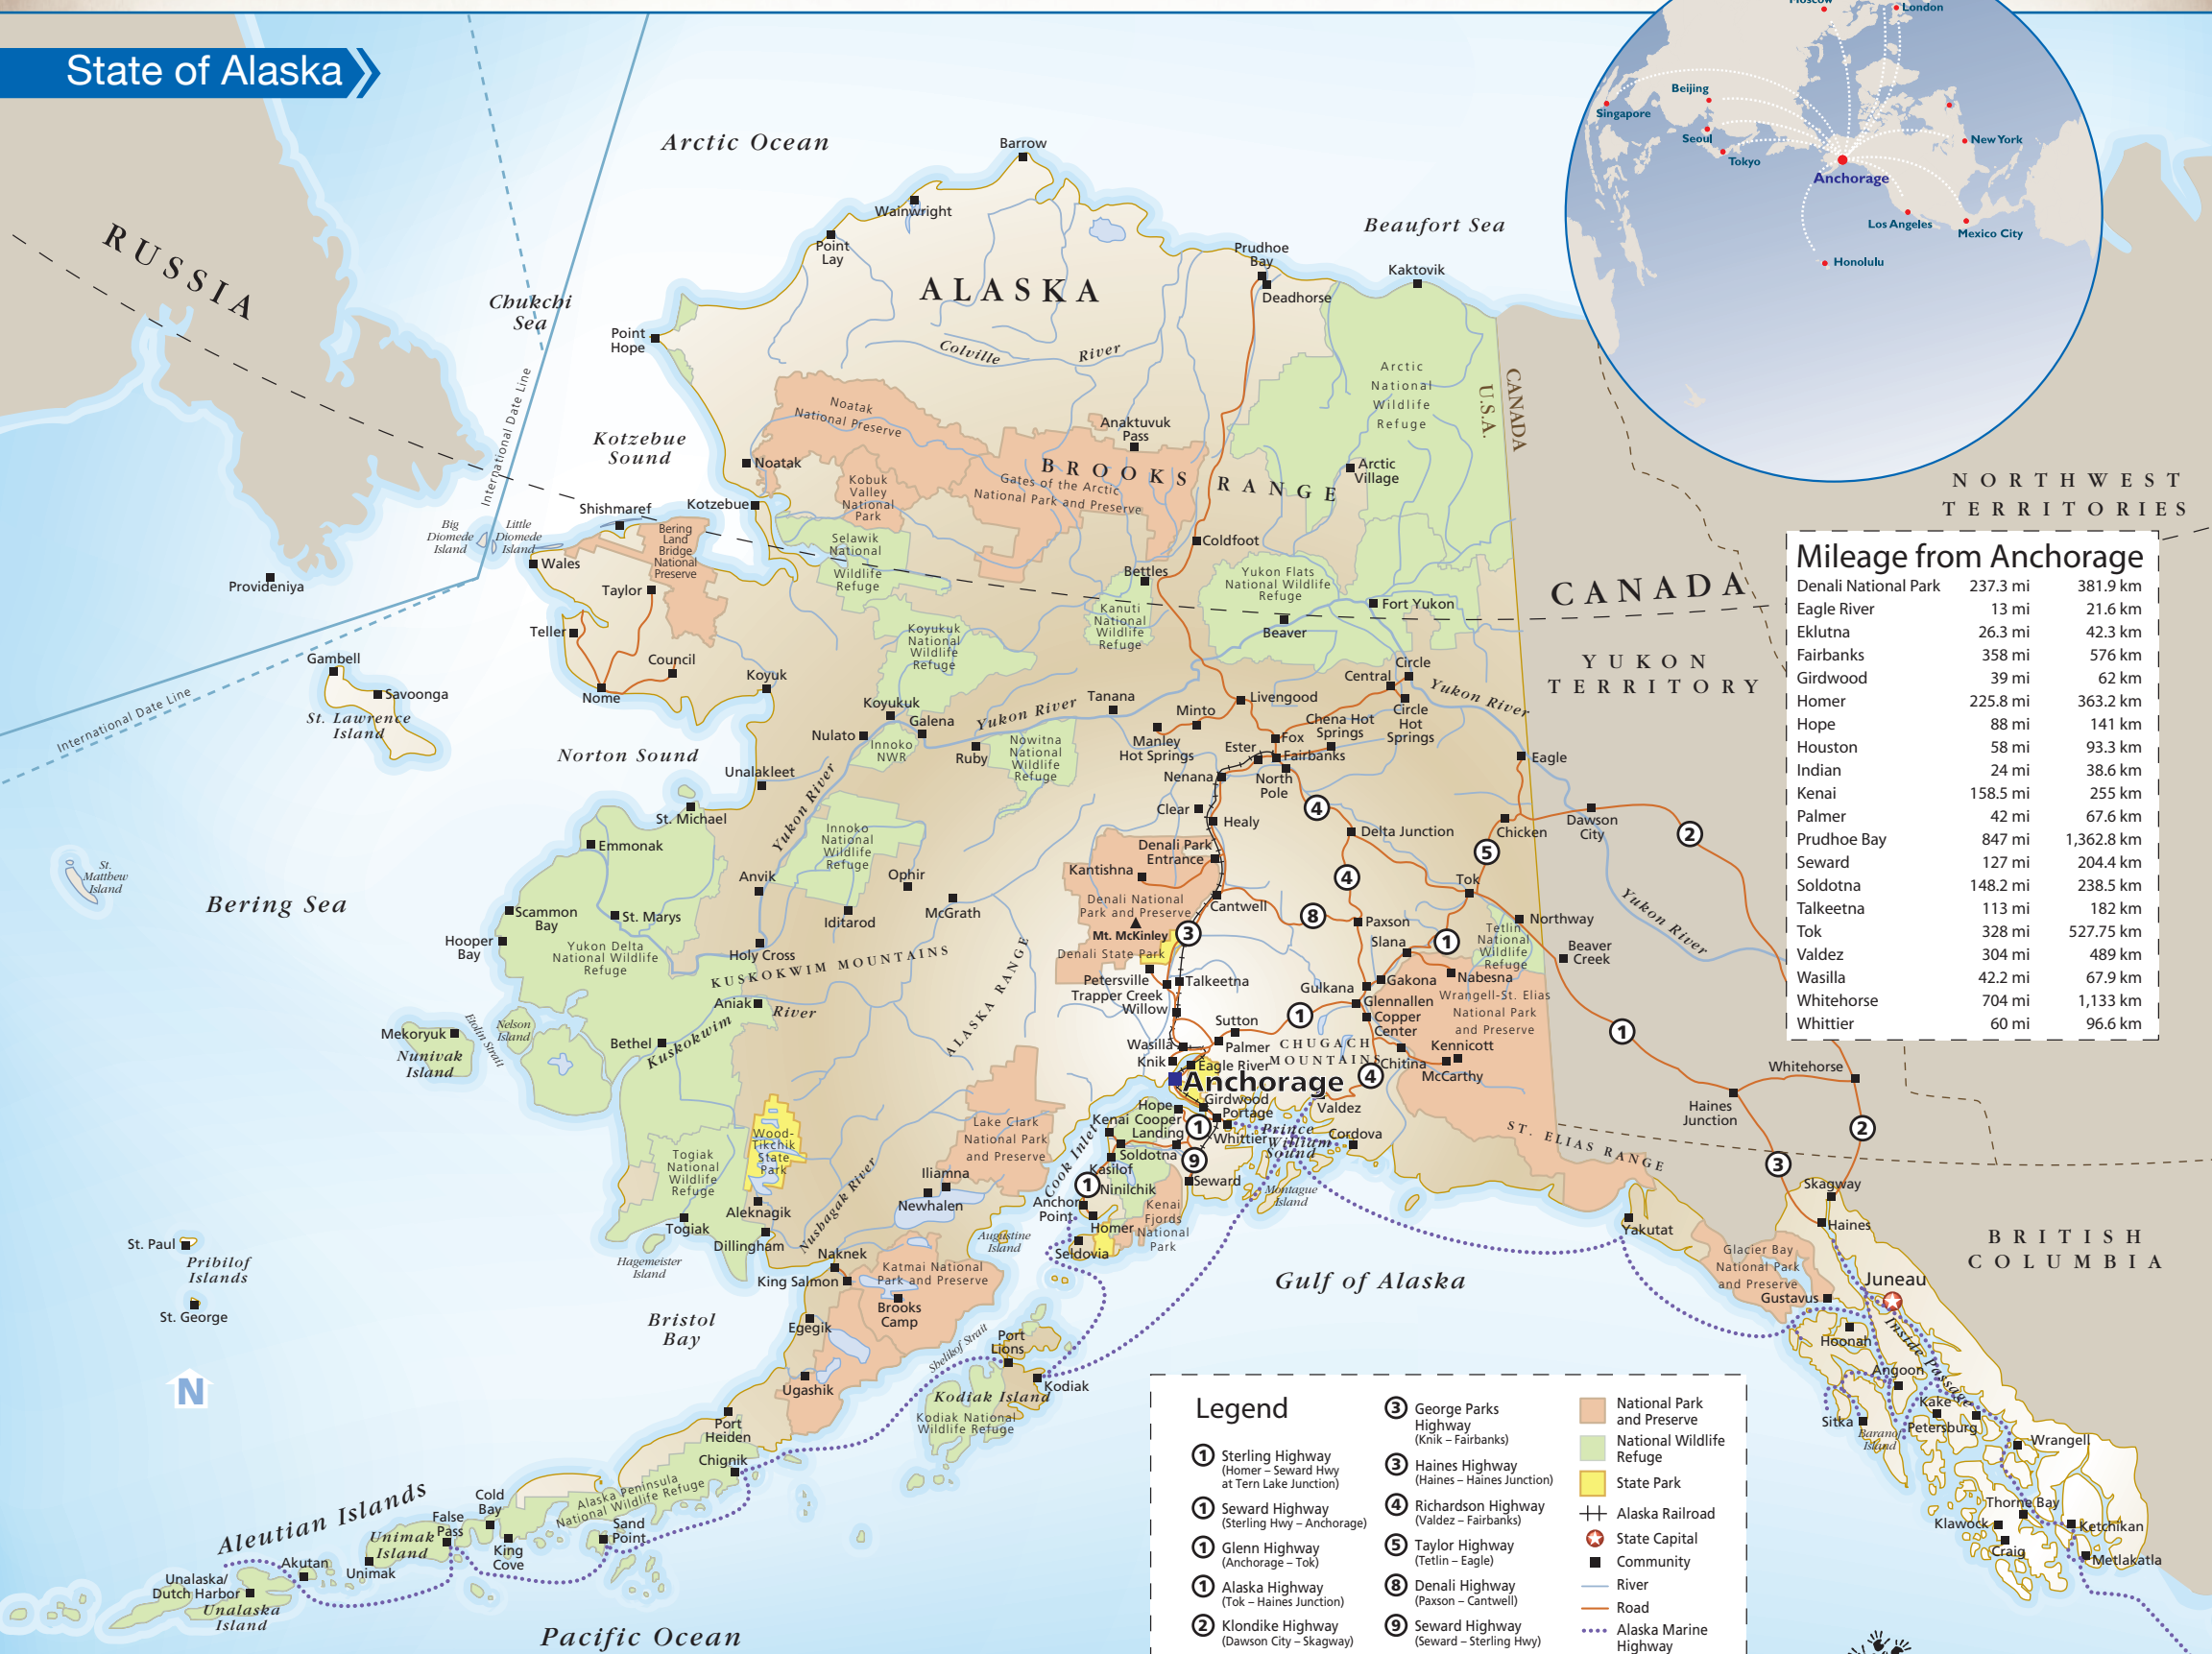 State of Alaska
Moscow
London
Beijing
Singapore
Seoul
Tokyo
New York
Anchorage
Los Angeles
Mexico City
Honolulu
RUSSIA
Arctic Ocean
Barrow
Wainwright
Point
Lay
Beaufort Sea
Prudhoe
Bay
Deadhorse
Kaktovik
ALASKA
Chukchi
Sea
Point
Hope
Colville River
International Date Line
Arctic
National
Wildlife
Refuge
CANADA
U.S.A.
Noatak
National Preserve
Anaktuvuk
Pass
Kotzebue
Sound
Noatak
BROOKS RANGE
Gates of the Arctic
National Park and Preserve
Arctic
Village
Kobuk
Valley
National
Park
Kotzebue
Shishmaref
Big
Diomede
Island
Little
Diomede
Island
Bering
Land
Bridge
National
Preserve
Selawik
National
Wildlife
Refuge
Coldfoot
Wales
Provideniya
Taylor
Bettles
Yukon Flats
National Wildlife
Refuge
Fort Yukon
Kanuti
National
Wildlife
Refuge
Beaver
Teller
Koyukuk
National
Wildlife
Refuge
Gambell
Savoonga
St. Lawrence
Island
Council
Nome
Koyuk
International Date Line
NORTHWEST
TERRITORIES
CANADA
YUKON
TERRITORY
Mileage from Anchorage
Denali National Park 237.3 mi 381.9 km
Eagle River 13 mi 21.6 km
Eklutna 26.3 mi 42.3 km
Fairbanks 358 mi 576 km
Girdwood 39 mi 62 km
Homer 225.8 mi 363.2 km
Hope 88 mi 141 km
Houston 58 mi 93.3 km
Indian 24 mi 38.6 km
Kenai 158.5 mi 255 km
Palmer 42 mi 67.6 km
Prudhoe Bay 847 mi 1,362.8 km
Seward 127 mi 204.4 km
Soldotna 148.2 mi 238.5 km
Talkeetna 113 mi 182 km
Tok 328 mi 527.75 km
Valdez 304 mi 489 km
Wasilla 42.2 mi 67.9 km
Whitehorse 704 mi 1,133 km
Whittier 60 mi 96.6 km
Circle
Central
Circle
Hot
Springs
Yukon River
Livengood
Tanana
Minto
Manley
Hot Springs
Chena Hot
Springs
Fox
Ester
Fairbanks
North
Pole
Nenana
Koyukuk
Galena
Yukon River
Nulato
Innoko
NWR
Ruby
Nowitna
National
Wildlife
Refuge
Norton Sound
Unalakleet
Yukon River
St. Michael
Eagle
Clear
Healy
4
Delta Junction
Chicken
Dawson
City
2
5
Emmonak
Innoko
National
Wildlife
Refuge
Denali Park
Entrance
Kantishna
4
Tok
St.
Matthew
Island
Bering Sea
Anvik
Ophir
Iditarod
McGrath
Denali National
Park and Preserve
Cantwell
8
Mt. McKinley
3
Denali State Park
Paxson
Slana
1
Tetlin
National
Wildlife
Refuge
Northway
Beaver
Creek
Yukon River
Scammon
Bay
St. Marys
Hooper
Bay
Yukon Delta
National Wildlife
Refuge
Holy Cross
KUSKOKWIM MOUNTAINS
ALASKA RANGE
Petersville
Talkeetna
Trapper Creek
Willow
Gulkana
Gakona
Nabesna
Glennallen
Copper
Center
Wrangell-St. Elias
National Park
and Preserve
1
Aniak
Kuskokwim River
Mekoryuk
Nunivak
Island
Etolin Strait
Nelson
Island
Bethel
Sutton
Wasilla
Palmer
Knik
CHUGACH
MOUNTAINS
Eagle River
Anchorage
Chitina
Kennicott
McCarthy
4
1
Whitehorse
Haines
Junction
2
Girdwood
Hope
Portage
Valdez
Kenai
Cooper
Landing
1
Whittier
Prince
William
Sound
Cordova
ST. ELIAS RANGE
3
Wood-
Tikchik
State
Park
Togiak
National
Wildlife
Refuge
Lake Clark
National Park
and Preserve
Cook Inlet
Soldotna
Kasilof
9
1
Ninilchik
Seward
Montague
Island
Iliamna
Newhalen
Anchor
Point
Kenai
Fjords
National
Park
Homer
Seldovia
Augustine
Island
Aleknagik
Nushagak River
Togiak
Dillingham
Hagemeister
Island
Naknek
King Salmon
Katmai National
Park and Preserve
Brooks
Camp
Bristol
Bay
Egegik
Ugashik
Shelikof Strait
Port
Lions
Kodiak
Kodiak Island
Kodiak National
Wildlife Refuge
Gulf of Alaska
Skagway
Haines
Yakutat
Glacier Bay
National Park
and Preserve
Gustavus
BRITISH
COLUMBIA
Juneau
Inside Passage
Hoonah
Angoon
Kake
Sitka
Baranof
Island
Petersburg
Wrangell
Thorne Bay
Klawock
Craig
Ketchikan
Metlakatla
St. Paul
Pribilof
Islands
St. George
N
Port
Heiden
Chignik
Alaska Peninsula
National Wildlife Refuge
Aleutian Islands
Cold
Bay
False
Pass
Unimak
Island
King
Cove
Sand
Point
Akutan
Unimak
Unalaska/
Dutch Harbor
Unalaska
Island
Pacific Ocean
Legend
1 Sterling Highway
(Homer – Seward Hwy
at Tern Lake Junction)
1 Seward Highway
(Sterling Hwy – Anchorage)
1 Glenn Highway
(Anchorage – Tok)
1 Alaska Highway
(Tok – Haines Junction)
2 Klondike Highway
(Dawson City – Skagway)
3 George Parks
Highway
(Knik – Fairbanks)
3 Haines Highway
(Haines – Haines Junction)
4 Richardson Highway
(Valdez – Fairbanks)
5 Taylor Highway
(Tetlin – Eagle)
8 Denali Highway
(Paxson – Cantwell)
9 Seward Highway
(Seward – Sterling Hwy)
National Park
and Preserve
National Wildlife
Refuge
State Park
Alaska Railroad
State Capital
Community
River
Road
Alaska Marine
Highway